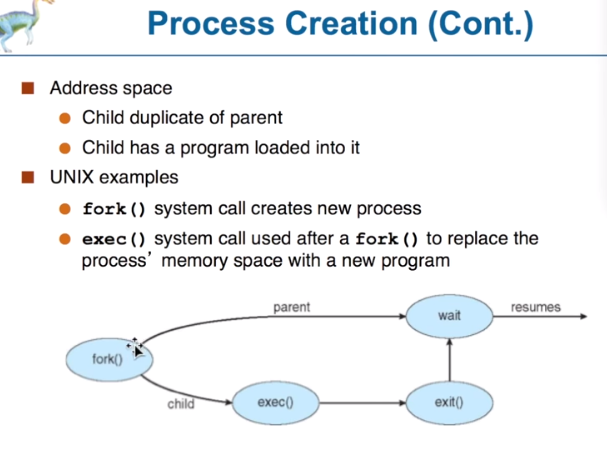 Process Creation (Cont.)
Address space
Child duplicate of parent
Child has a program loaded into it
UNIX examples
fork() system call creates new process
exec() system call used after a fork() to replace the
process’ memory space with a new program
parent
resumes
wait
fork()
child
exec()
exit()